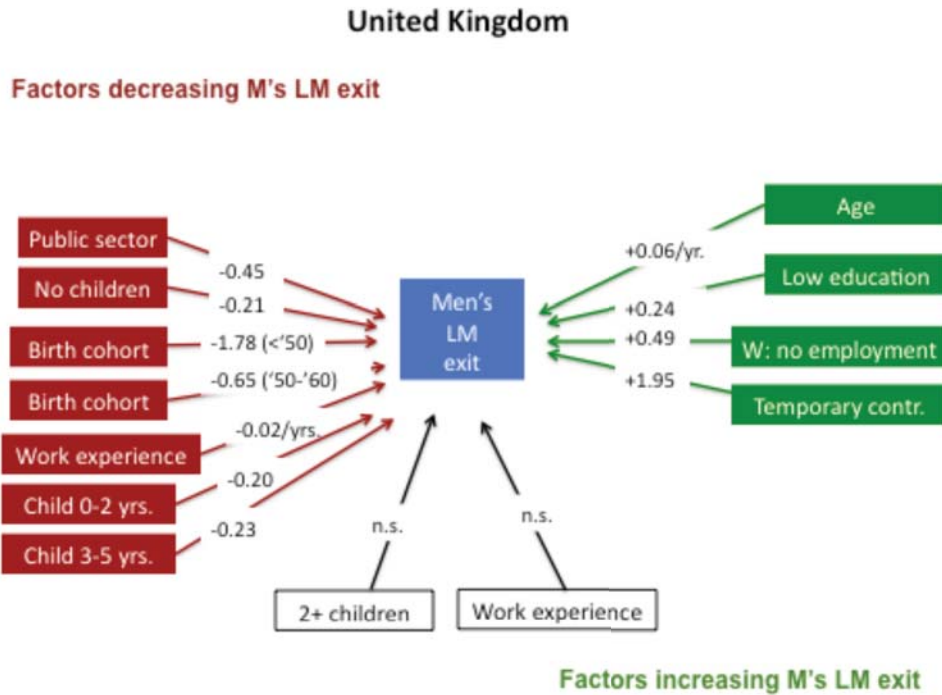 United Kingdom
Factors decreasing M's LM exit
Public sector
No children
Birth cohort
Birth cohort
Work experience
Child 0-2 yrs.
Child 3-5 yrs.
-0.45
-0.21
-1.78 (<'50)
-0.65 ('50-'60)
-0.02/yrs.
-0.20
-0.23
Men's
LM
exit
+0.06/yr.
+0.24
+0.49
+1.95
Age
Low education
W: no employment
Temporary contr.
n.s.
n.s.
2+ children
Work experience
Factors increasing M's LM exit